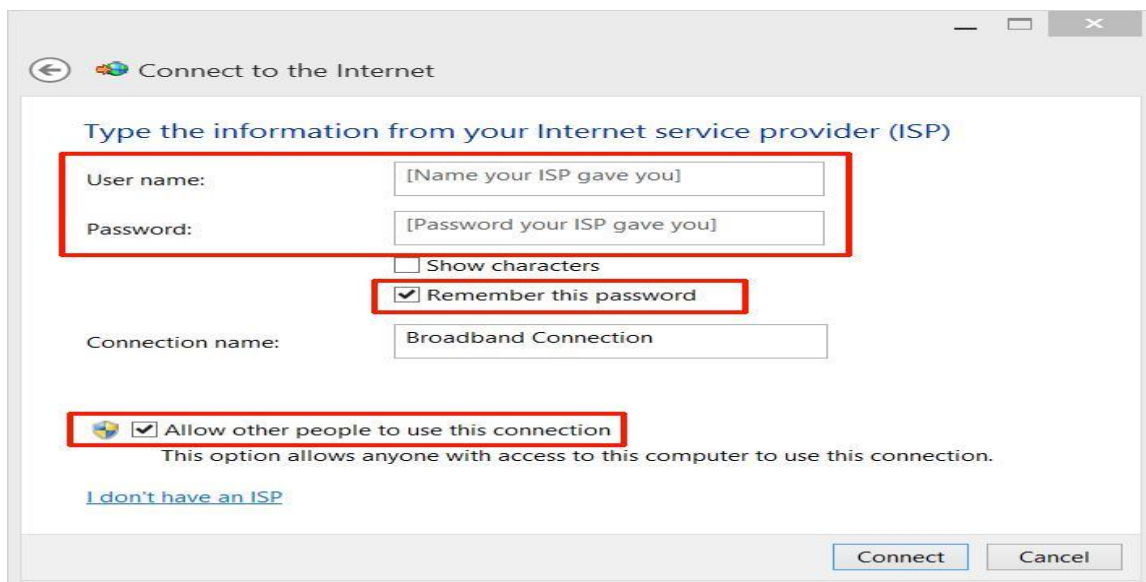 Connect to the Internet
Type the information from your Internet service provider (ISP)
User name: [Name your ISP gave you]
Password: [Password your ISP gave you]
Show characters
Remember this password
Connection name: Broadband Connection
Allow other people to use this connection
This option allows anyone with access to this computer to use this connection.
I don't have an ISP
Connect Cancel